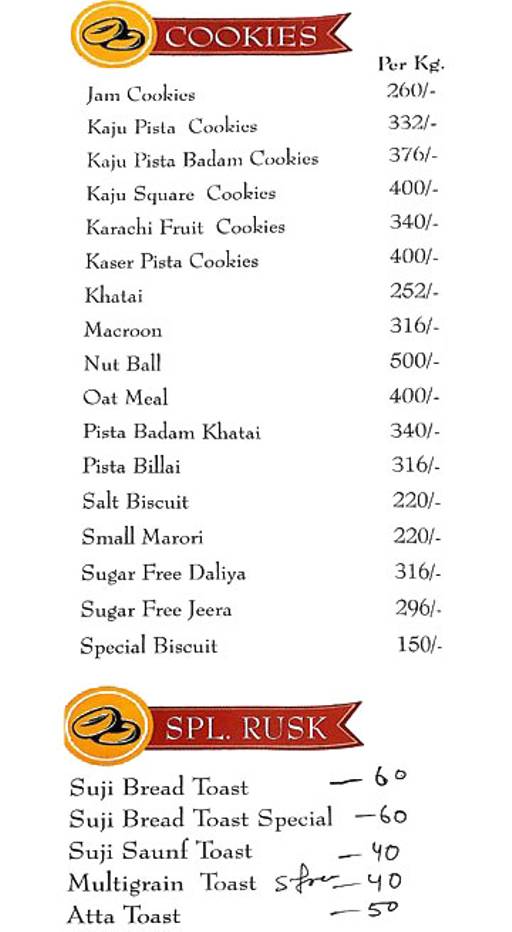 COOKIES
Per Kg.
Jam Cookies 260/-
Kaju Pista Cookies 332/-
Kaju Pista Badam Cookies 376/-
Kaju Square Cookies 400/-
Karachi Fruit Cookies 340/-
Kaser Pista Cookies 400/-
Khatai 252/-
Macroon 316/-
Nut Ball 500/-
Oat Meal 400/-
Pista Badam Khatai 340/-
Pista Billai 316/-
Salt Biscuit 220/-
Small Marori 220/-
Sugar Free Daliya 316/-
Sugar Free Jeera 296/-
Special Biscuit 150/-
SPL. RUSK
Suji Bread Toast — 60
Suji Bread Toast Special — 60
Suji Saunf Toast — 40
Multigrain Toast S free — 40
Atta Toast — 50